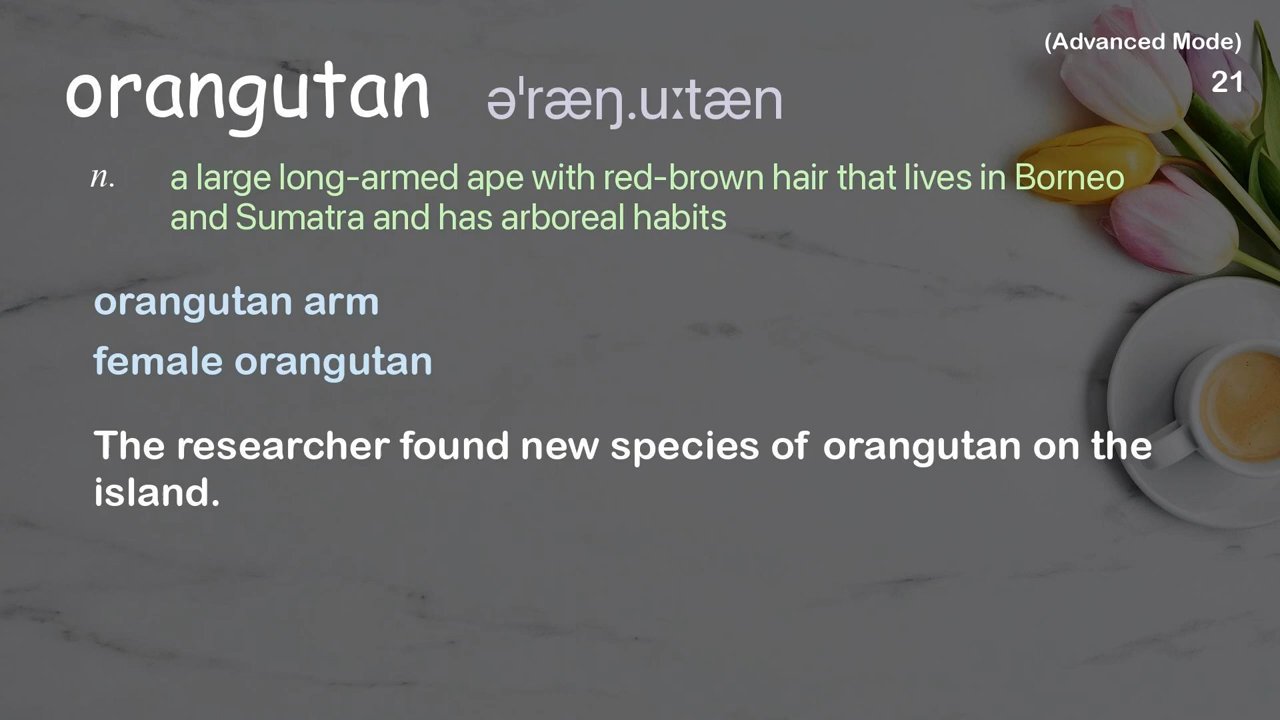 (Advanced Mode)
orangutan əˈræŋ.uːtæn
21
n. a large long-armed ape with red-brown hair that lives in Borneo
and Sumatra and has arboreal habits
orangutan arm
female orangutan
The researcher found new species of orangutan on the
island.